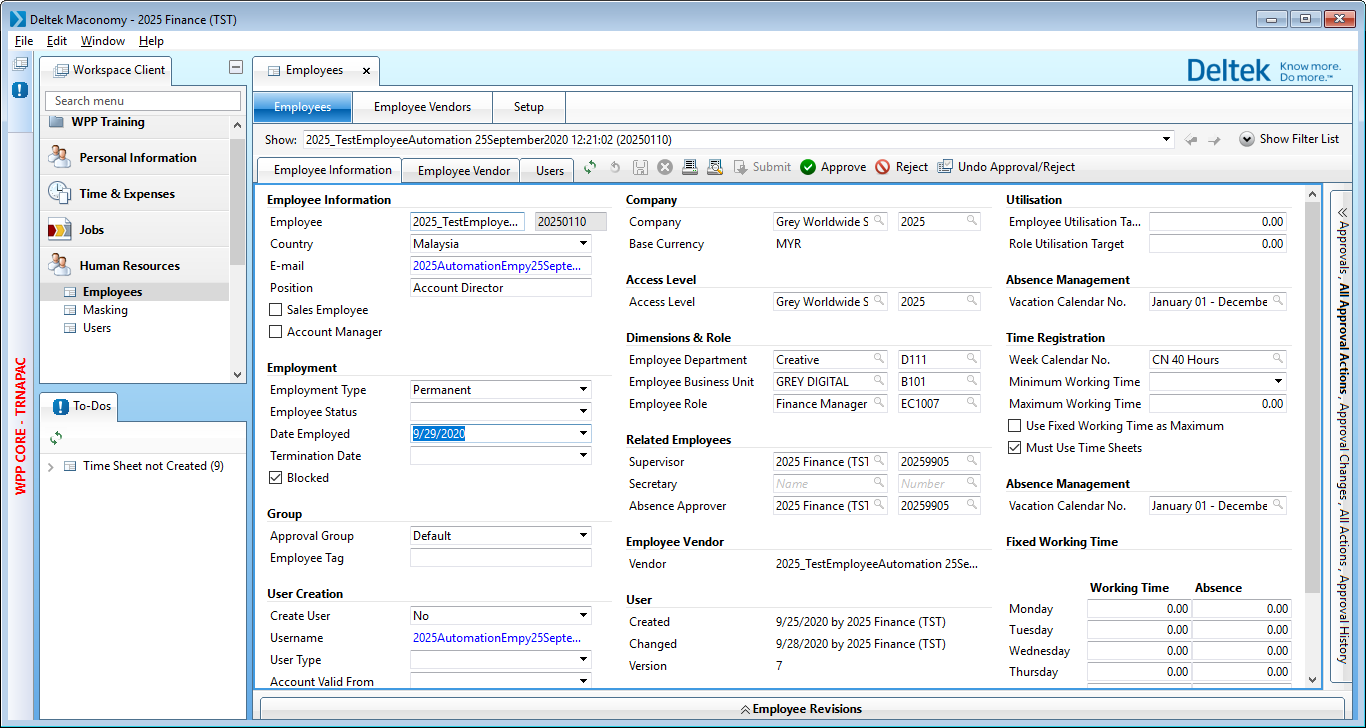 Deltek Maconomy - 2025 Finance (TST)
File Edit Window Help
Workspace Client
Search menu
WPP Training
Personal Information
Time & Expenses
Jobs
Human Resources
Employees
Masking
Users
WPP CORE - TRNAPAC
To-Dos
Time Sheet not Created (9)
Employees
Deltek Know more. Do more.™
Employees Employee Vendors Setup
Show: 2025_TestEmployeeAutomation 25September2020 12:21:02 (20250110) Show Filter List
Employee Information Employee Vendor Users Submit Approve Reject Undo Approval/Reject
Employee Information
Employee 2025_TestEmploye... 20250110
Country Malaysia
E-mail 2025AutomationEmpy25Septe...
Position Account Director
Sales Employee
Account Manager
Employment
Employment Type Permanent
Employee Status
Date Employed 9/29/2020
Termination Date
Blocked
Group
Approval Group Default
Employee Tag
User Creation
Create User No
Username 2025AutomationEmpy25Septe...
User Type
Account Valid From
Company
Company Grey Worldwide S 2025
Base Currency MYR
Access Level
Access Level Grey Worldwide S 2025
Dimensions & Role
Employee Department Creative D111
Employee Business Unit GREY DIGITAL B101
Employee Role Finance Manager EC1007
Related Employees
Supervisor 2025 Finance (TST 20259905
Secretary Name Number
Absence Approver 2025 Finance (TST 20259905
Employee Vendor
Vendor 2025_TestEmployeeAutomation 25Se...
User
Created 9/25/2020 by 2025 Finance (TST)
Changed 9/28/2020 by 2025 Finance (TST)
Version 7
Utilisation
Employee Utilisation Ta... 0.00
Role Utilisation Target 0.00
Absence Management
Vacation Calendar No. January 01 - Decembe
Time Registration
Week Calendar No. CN 40 Hours
Minimum Working Time
Maximum Working Time 0.00
Use Fixed Working Time as Maximum
Must Use Time Sheets
Absence Management
Vacation Calendar No. January 01 - Decembe
Fixed Working Time
Working Time Absence
Monday 0.00 0.00
Tuesday 0.00 0.00
Wednesday 0.00 0.00
Thursday 0.00 0.00
Approvals, All Approval Actions, Approval Changes, All Actions, Approval History
Employee Revisions